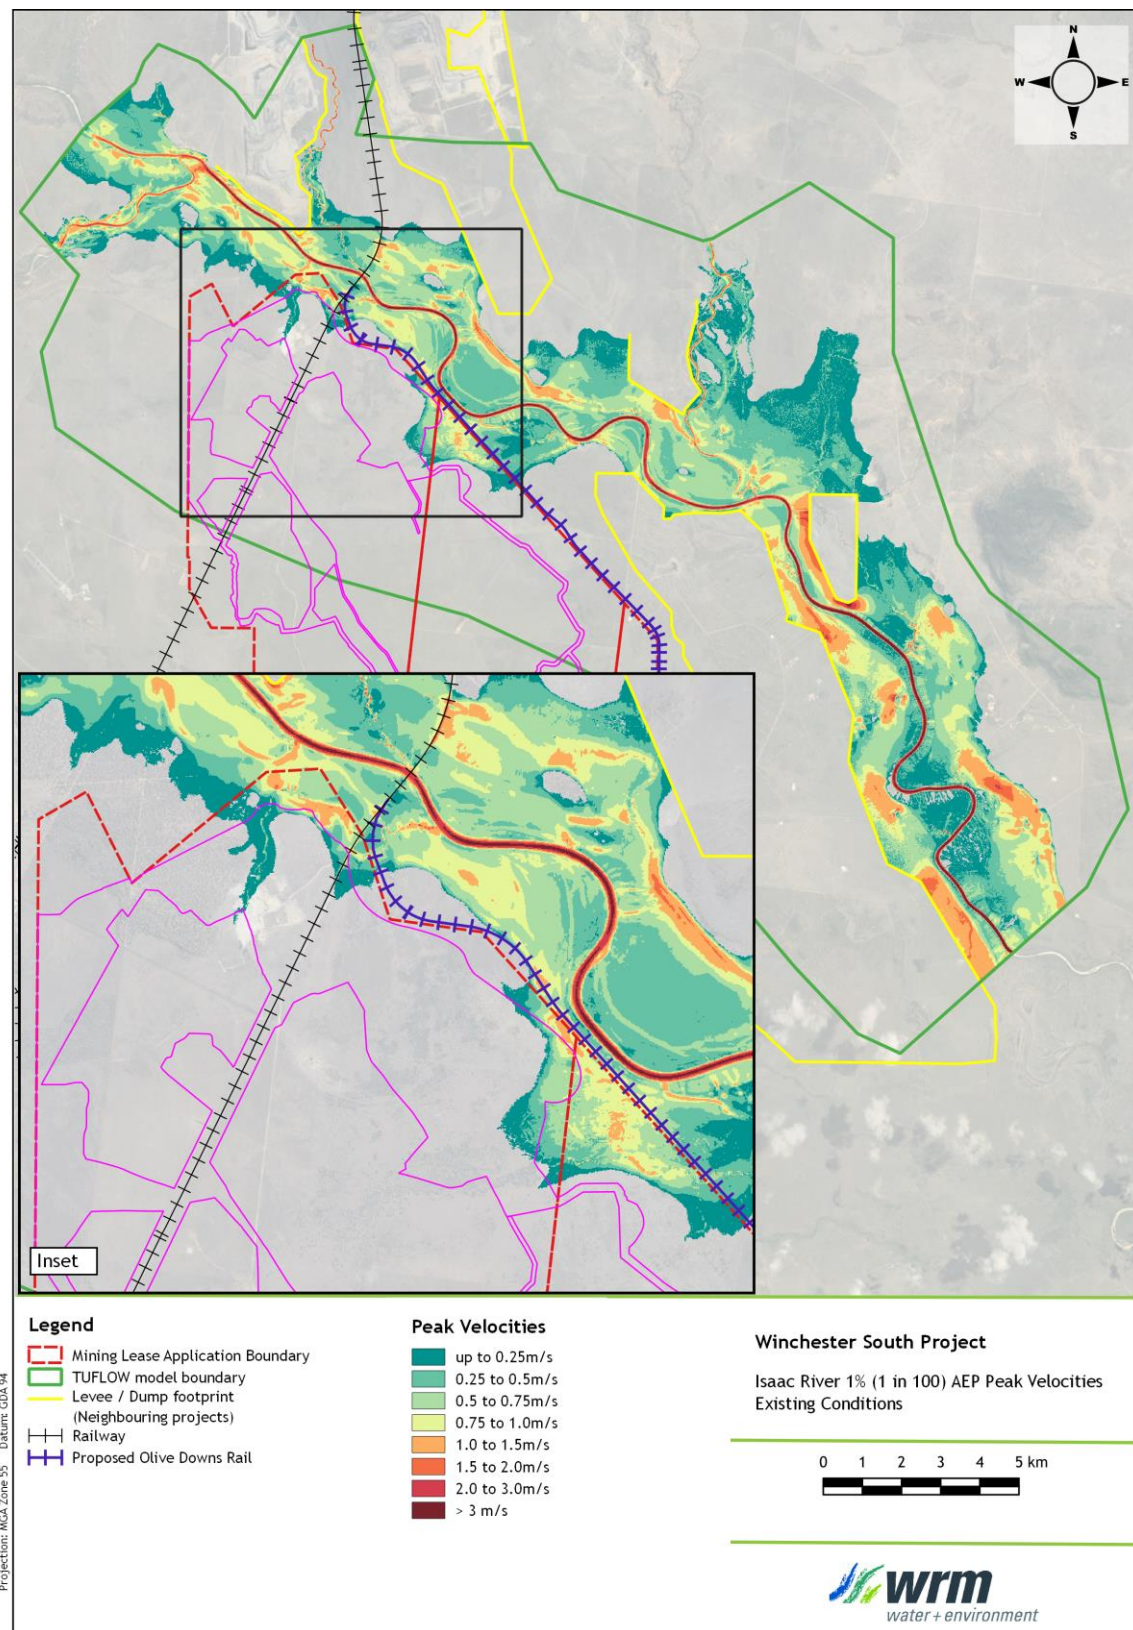 N
W
E
S
Inset
Legend
Mining Lease Application Boundary
TUFLOW model boundary
Levee / Dump footprint
(Neighbouring projects)
Railway
Proposed Olive Downs Rail
Peak Velocities
up to 0.25m/s
0.25 to 0.5m/s
0.5 to 0.75m/s
0.75 to 1.0m/s
1.0 to 1.5m/s
1.5 to 2.0m/s
2.0 to 3.0m/s
> 3 m/s
Winchester South Project
Isaac River 1% (1 in 100) AEP Peak Velocities
Existing Conditions
0 1 2 3 4 5 km
wrm
water + environment
Projection: MGA Zone 55 Datum: GDA 94